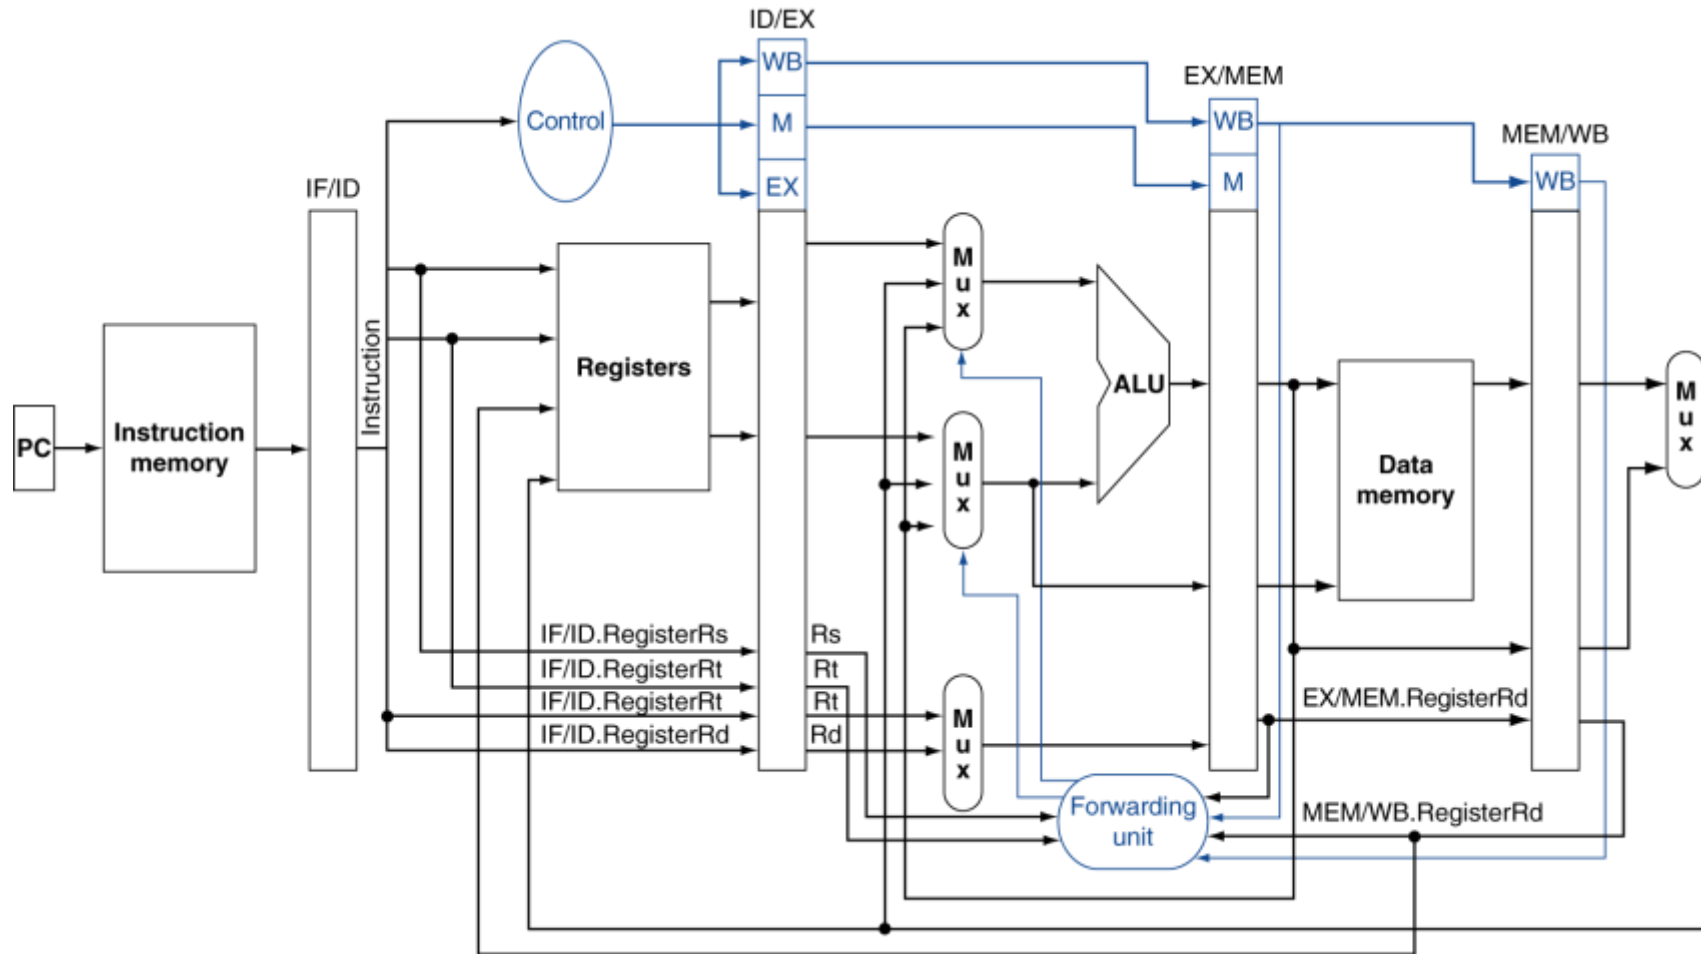 ID/EX
WB
Control
M
EX
EX/MEM
WB
M
MEM/WB
WB
IF/ID
Instruction
PC
Instruction
memory
Registers
M
u
x
M
u
x
ALU
Data
memory
M
u
x
IF/ID.RegisterRs
Rs
IF/ID.RegisterRt
Rt
IF/ID.RegisterRt
Rt
IF/ID.RegisterRd
Rd
M
u
x
EX/MEM.RegisterRd
Forwarding
unit
MEM/WB.RegisterRd